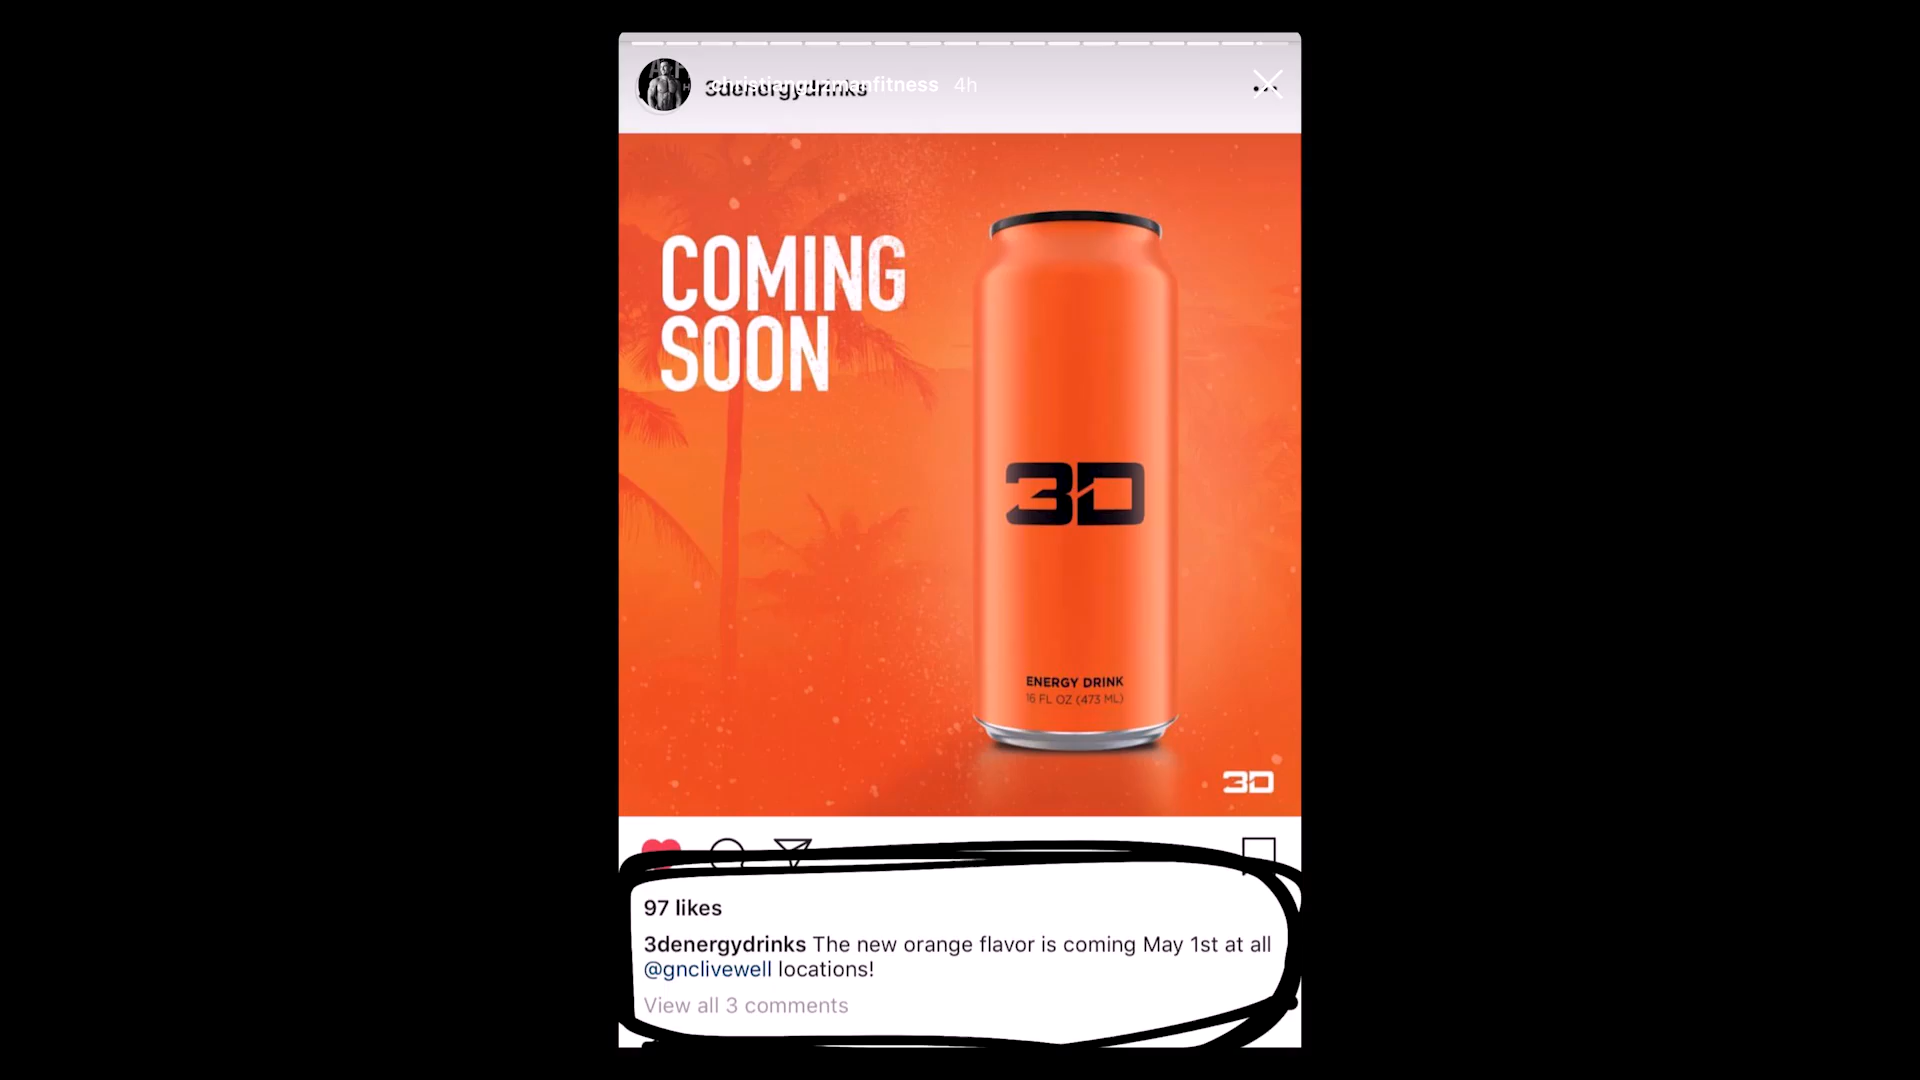 3denergydrinks
christianguzmanfitness 4h
COMING
SOON
3D
ENERGY DRINK
16 FL OZ (473 ML)
3D
97 likes
3denergydrinks The new orange flavor is coming May 1st at all
@gnclivewell locations!
View all 3 comments